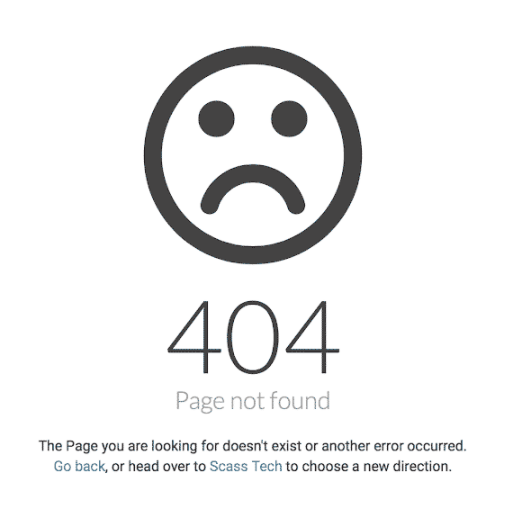 404
Page not found
The Page you are looking for doesn't exist or another error occurred.
Go back, or head over to Scass Tech to choose a new direction.